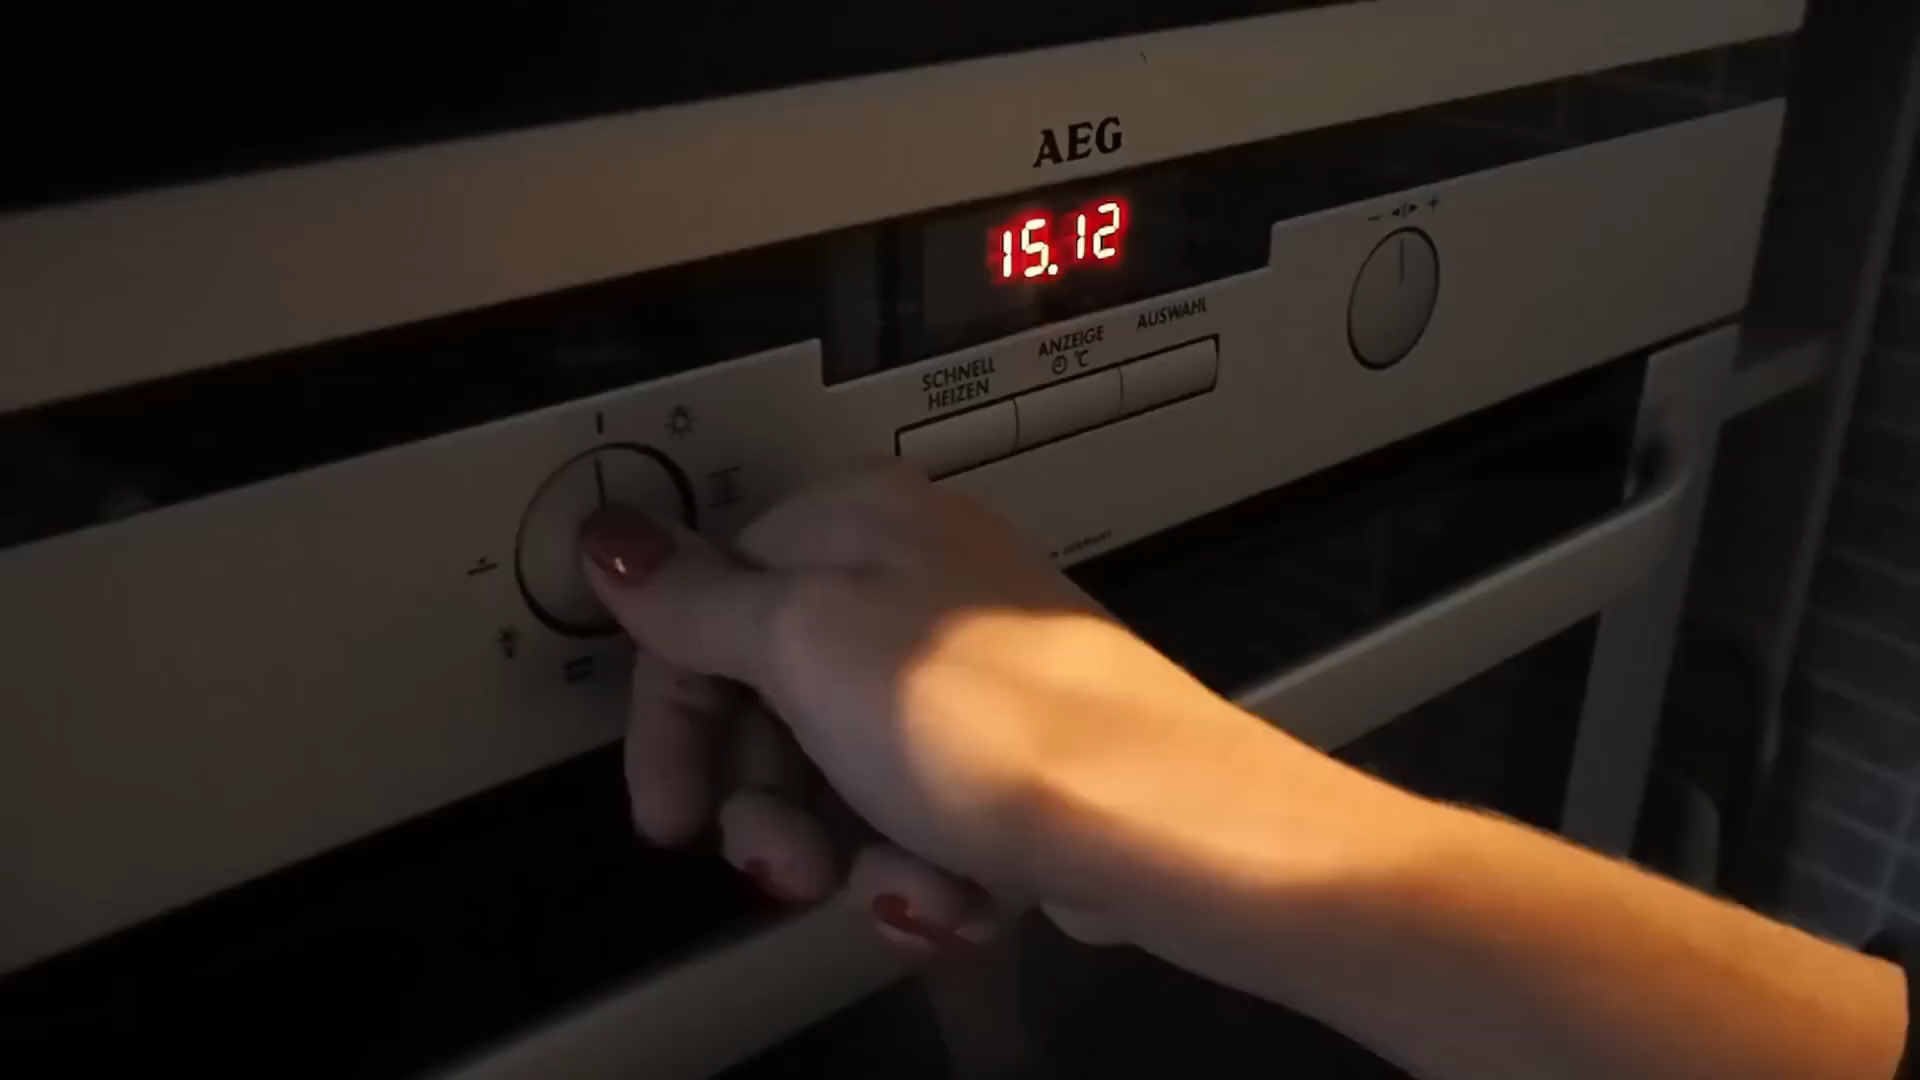 AEG
15.12
SCHNELL
HEIZEN
ANZEIGE
°C
AUSWAHL
- +